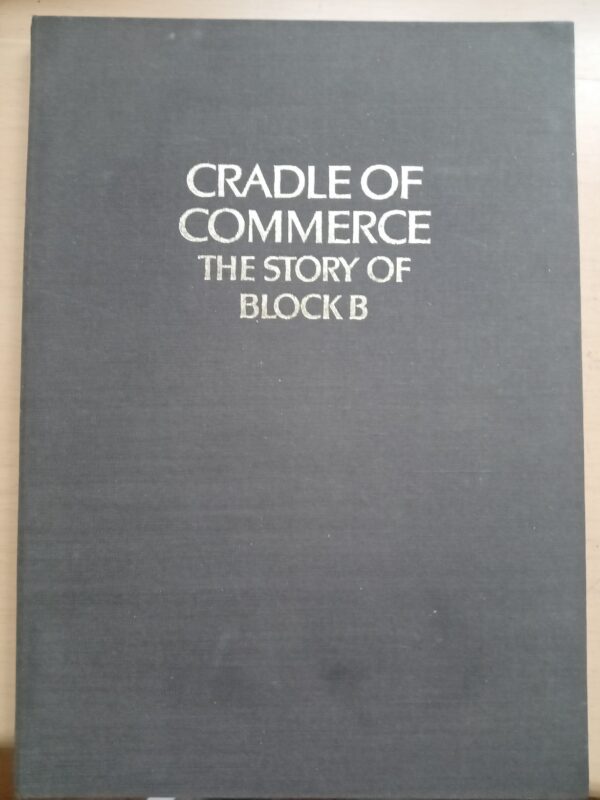 CRADLE OF
COMMERCE
THE STORY OF
BLOCK B